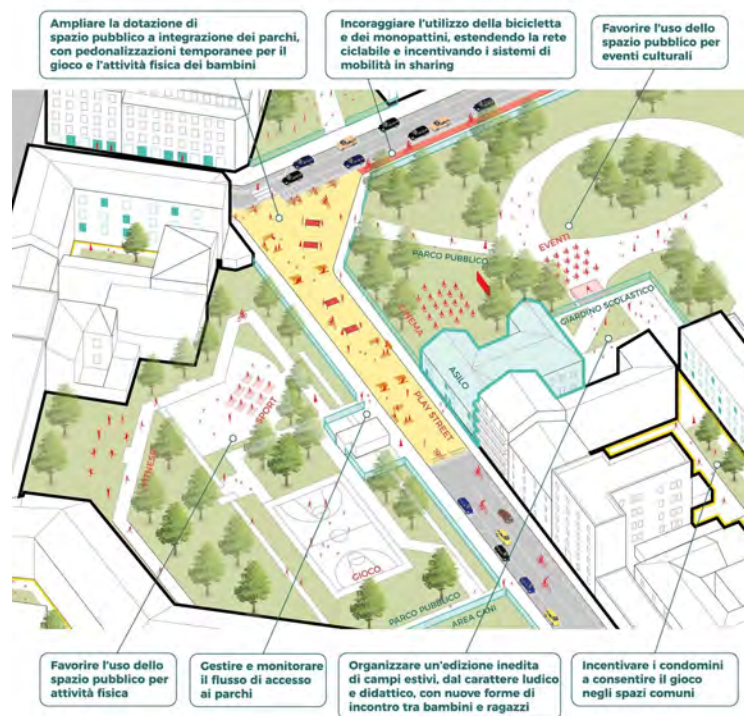 Ampliare la dotazione di
spazio pubblico a integrazione dei parchi,
con pedonalizzazioni temporanee per il
gioco e l'attività fisica dei bambini
Incoraggiare l'utilizzo della bicicletta
e dei monopattini, estendendo la rete
ciclabile e incentivando i sistemi di
mobilità in sharing
Favorire l'uso dello
spazio pubblico per
eventi culturali
PARCO PUBBLICO
EVENTI
CINEMA
GIARDINO SCOLASTICO
ASILO
PLAY STREET
SPORT
FITNESS
GIOCO
PARCO PUBBLICO
AREA CANI
Favorire l'uso dello
spazio pubblico per
attività fisica
Gestire e monitorare
il flusso di accesso
ai parchi
Organizzare un'edizione inedita
di campi estivi, dal carattere ludico
e didattico, con nuove forme di
incontro tra bambini e ragazzi
Incentivare i condomini
a consentire il gioco
negli spazi comuni